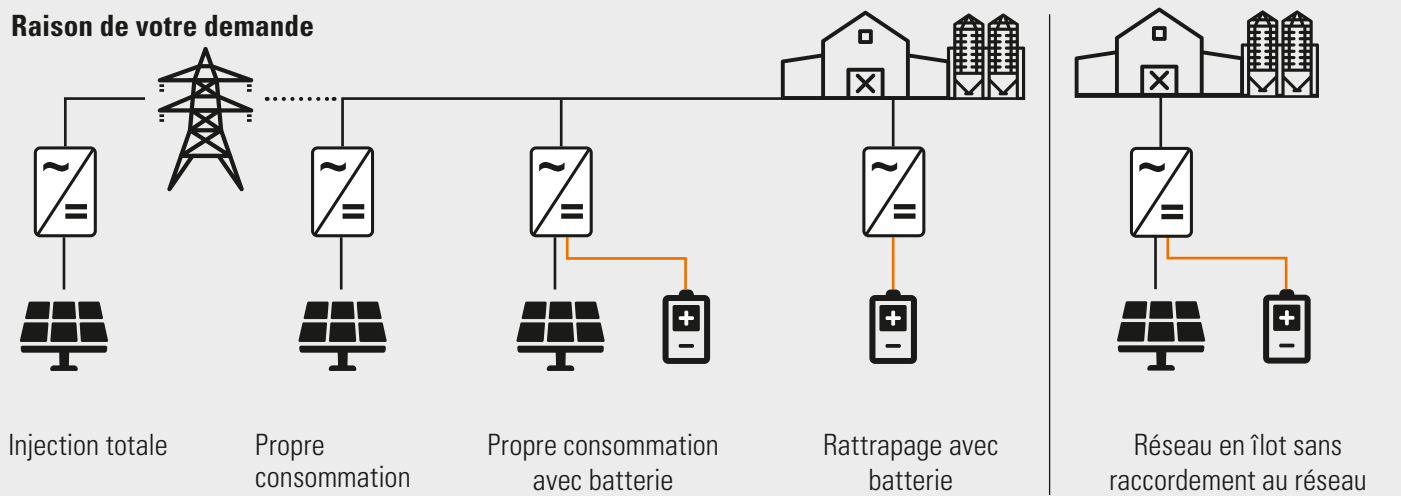 Raison de votre demande
Injection totale
Propre
consommation
Propre consommation
avec batterie
Rattrapage avec
batterie
Réseau en îlot sans
raccordement au réseau